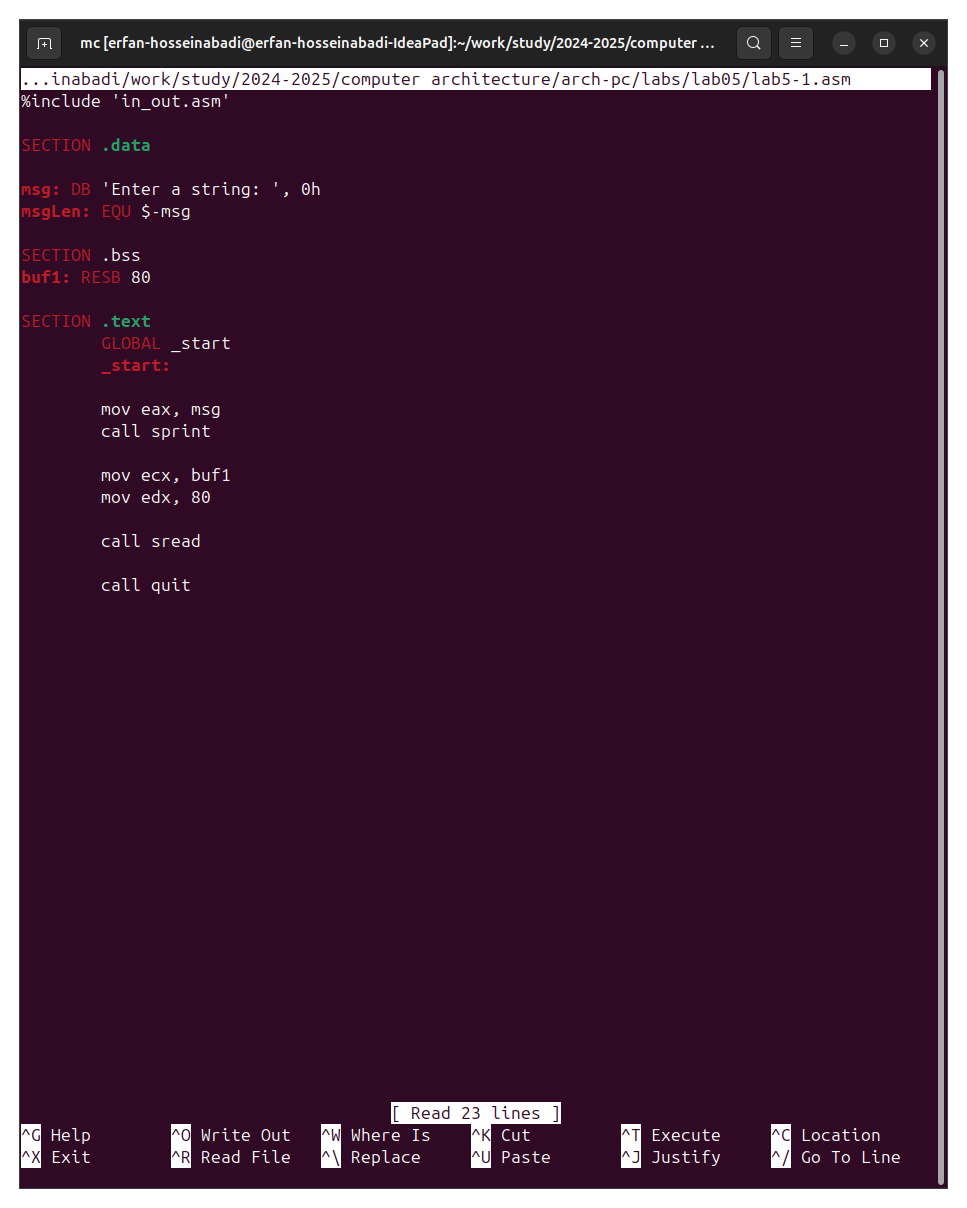 mc [erfan-hosseinabadi@erfan-hosseinabadi-IdeaPad]:~/work/study/2024-2025/computer ...
...inabadi/work/study/2024-2025/computer architecture/arch-pc/labs/lab05/lab5-1.asm
%include 'in_out.asm'
SECTION .data
msg: DB 'Enter a string: ', 0h
msgLen: EQU $-msg
SECTION .bss
buf1: RESB 80
SECTION .text
GLOBAL _start
_start:
mov eax, msg
call sprint
mov ecx, buf1
mov edx, 80
call sread
call quit
[ Read 23 lines ]
^G Help ^O Write Out ^W Where Is ^K Cut ^T Execute ^C Location
^X Exit ^R Read File ^\ Replace ^U Paste ^J Justify ^/ Go To Line